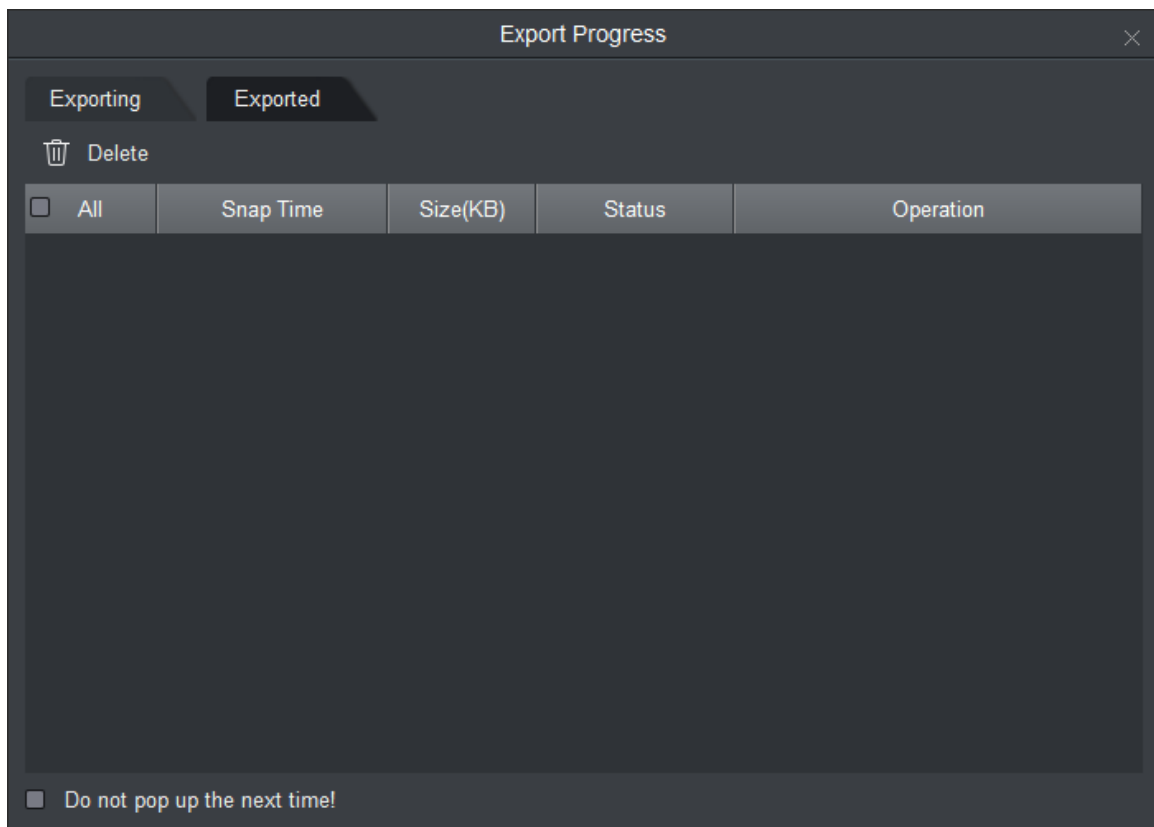 Export Progress
Exporting Exported
Delete
All Snap Time Size(KB) Status Operation
Do not pop up the next time!